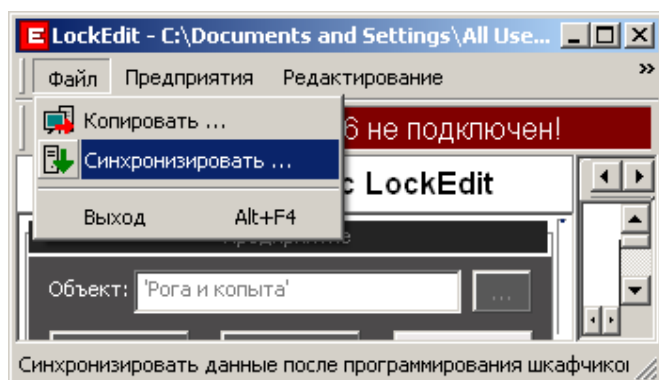 LockEdit - C:\Documents and Settings\All Use...
Файл Предприятия Редактирование »
Копировать ...
6 не подключен!
Синхронизировать ...
с LockEdit
Выход Alt+F4
Объект: 'Рога и копыта' ...
Синхронизировать данные после программирования